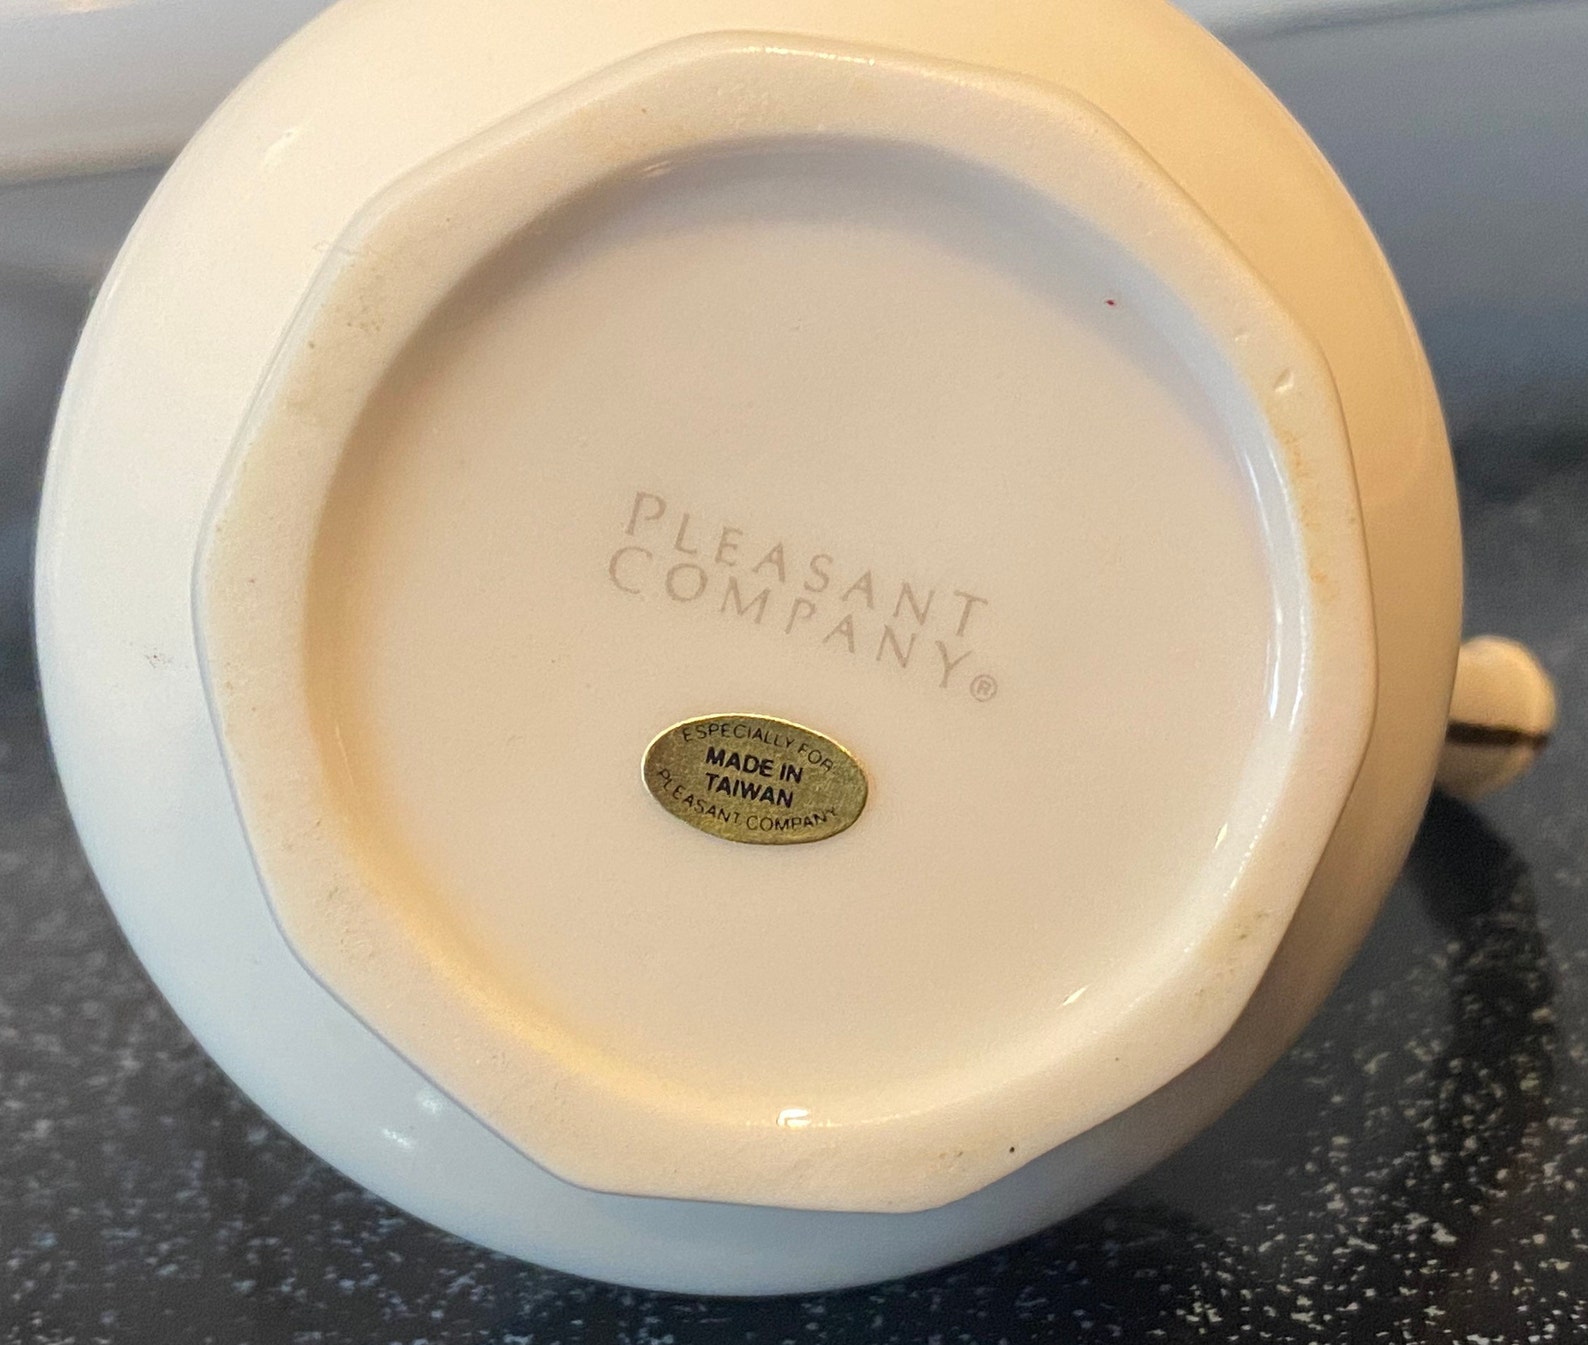 PLEASANT
COMPANY®
ESPECIALLY FOR
MADE IN
TAIWAN
PLEASANT COMPANY